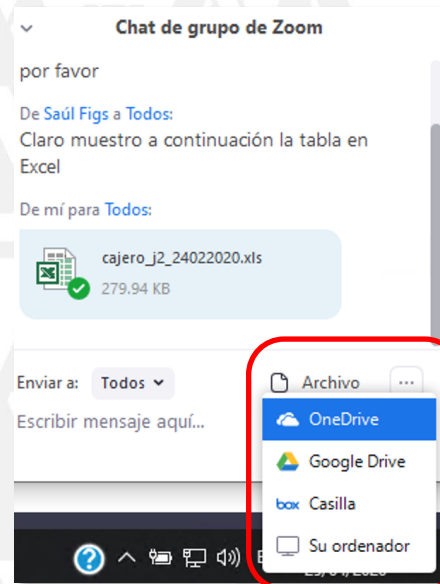 Chat de grupo de Zoom
por favor
De Saúl Figs a Todos:
Claro muestro a continuación la tabla en
Excel
De mí para Todos:
cajero_j2_24022020.xls
279.94 KB
Enviar a: Todos
Archivo ...
Escribir mensaje aquí...
OneDrive
Google Drive
box Casilla
Su ordenador